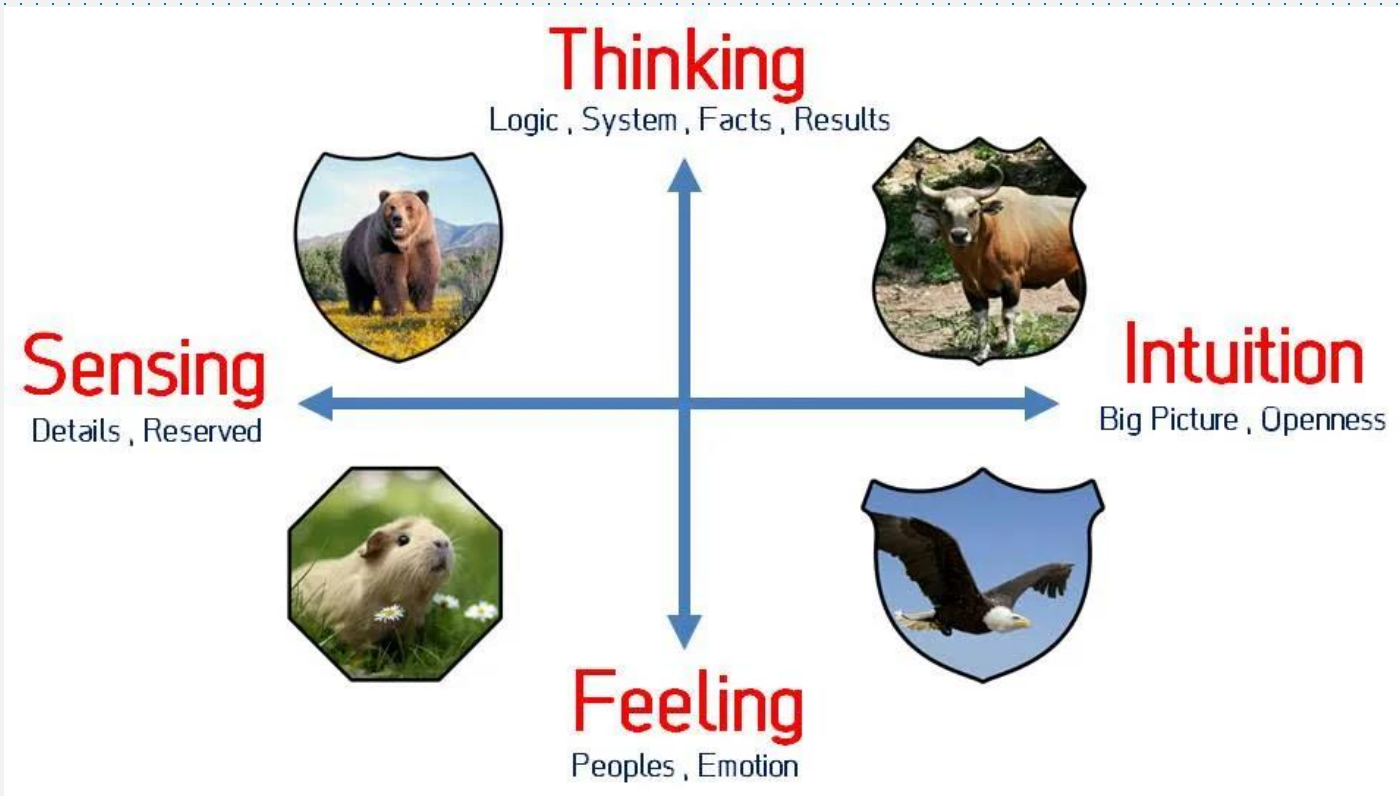 Thinking
Logic , System , Facts , Results
Sensing
Details , Reserved
Intuition
Big Picture , Openness
Feeling
Peoples , Emotion